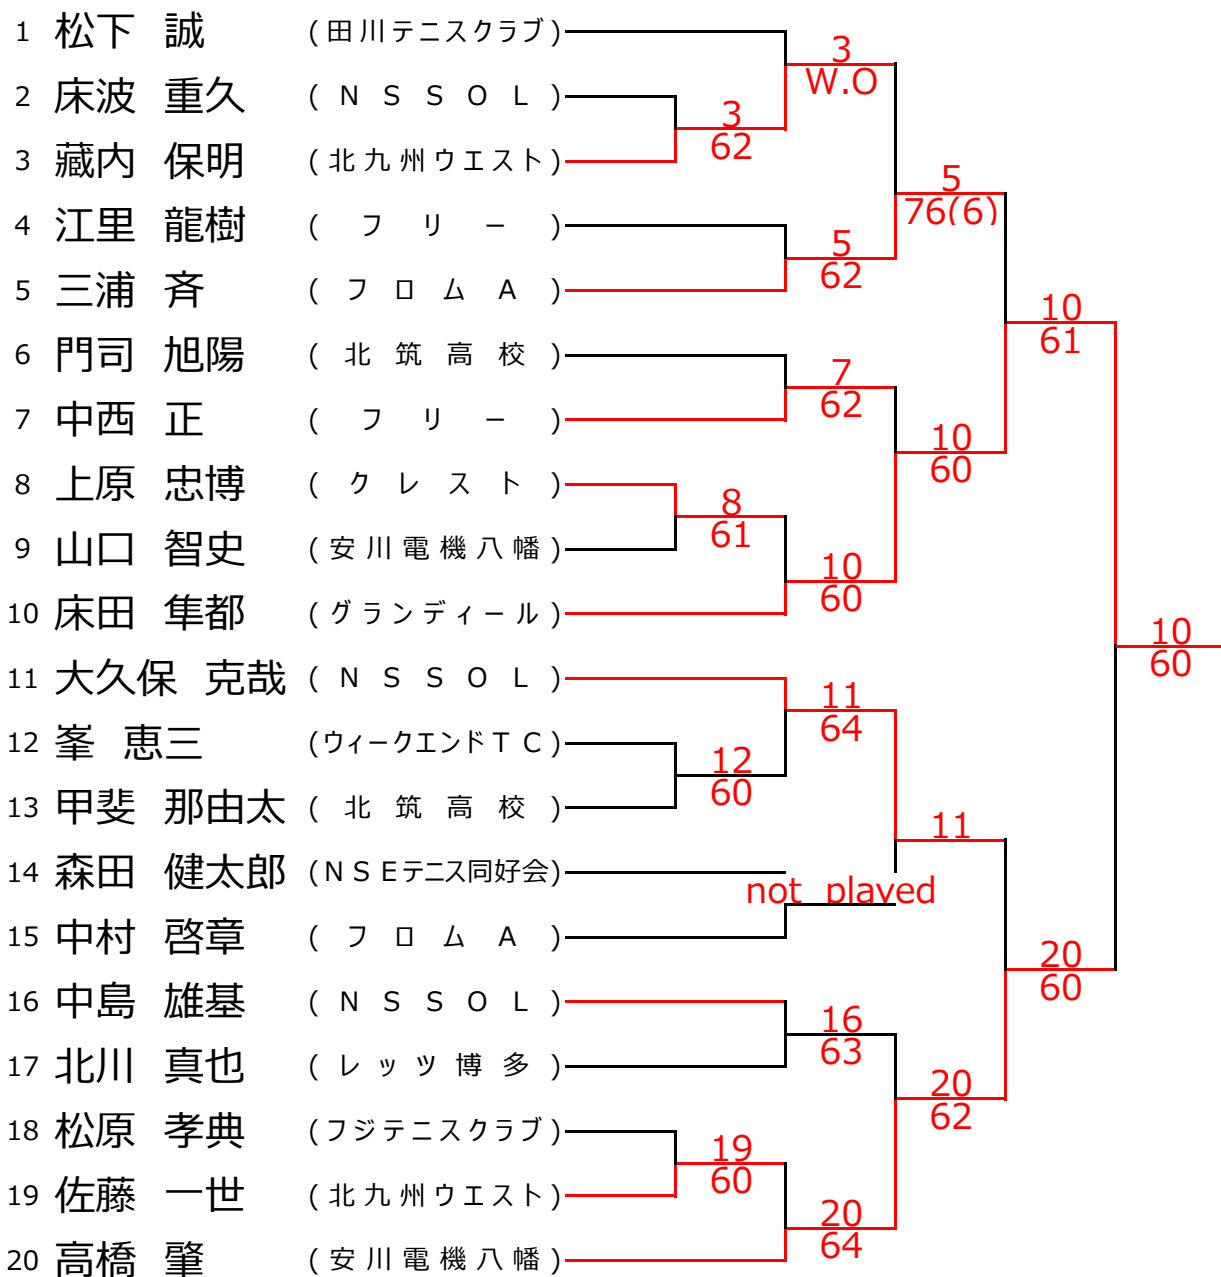 1 松下 誠 (田川テニスクラブ)
3
W.O
2 床波 重久 (NSSOL)
3
62
3 藏内 保明 (北九州ウエスト)
5
76(6)
4 江里 龍樹 (フリー)
5
62
5 三浦 斉 (フロムA)
10
61
6 門司 旭陽 (北筑高校)
7
62
7 中西 正 (フリー)
10
60
8 上原 忠博 (クレスト)
8
61
9 山口 智史 (安川電機八幡)
10
60
10 床田 隼都 (グランディール)
10
60
11 大久保 克哉 (NSSOL)
11
64
12 峯 恵三 (ウィークエンドTC)
12
60
13 甲斐 那由太 (北筑高校)
11
14 森田 健太郎 (NSEテニス同好会)
not played
15 中村 啓章 (フロムA)
20
60
16 中島 雄基 (NSSOL)
16
63
17 北川 真也 (レッツ博多)
20
62
18 松原 孝典 (フジテニスクラブ)
19
60
19 佐藤 一世 (北九州ウエスト)
20
64
20 高橋 肇 (安川電機八幡)